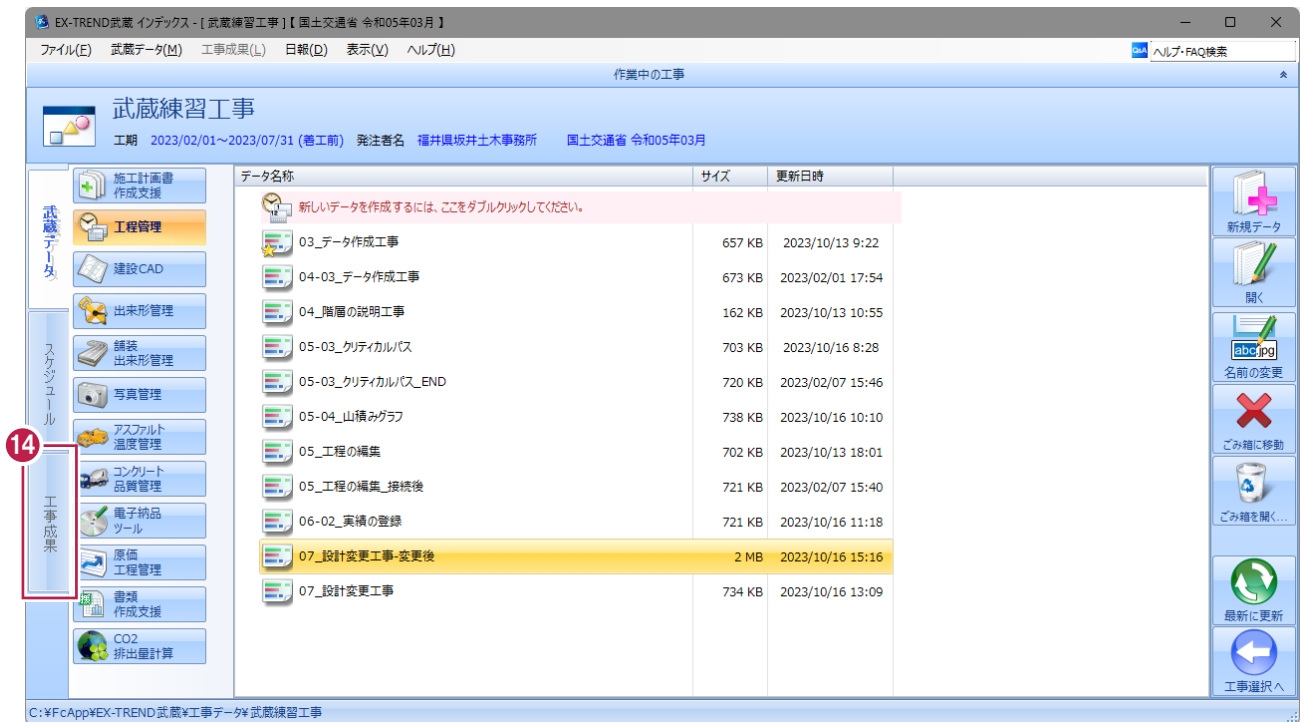 EX-TREND武蔵 インデックス - [ 武蔵練習工事 ]【 国土交通省 令和05年03月 】
ファイル(F) 武蔵データ(M) 工事成果(L) 日報(D) 表示(V) ヘルプ(H)
Q&A ヘルプ・FAQ検索
作業中の工事
武蔵練習工事
工期 2023/02/01～2023/07/31 (着工前) 発注者名 福井県坂井土木事務所 国土交通省 令和05年03月
武蔵データ
スケジュール
14
工事成果
施工計画書
作成支援
工程管理
建設CAD
出来形管理
舗装
出来形管理
写真管理
アスファルト
温度管理
コンクリート
品質管理
電子納品
ツール
原価
工程管理
書類
作成支援
CO2
排出量計算
データ名称 サイズ 更新日時
新しいデータを作成するには、ここをダブルクリックしてください。
03_データ作成工事 657 KB 2023/10/13 9:22
04-03_データ作成工事 673 KB 2023/02/01 17:54
04_階層の説明工事 162 KB 2023/10/13 10:55
05-03_クリティカルパス 703 KB 2023/10/16 8:28
05-03_クリティカルパス_END 720 KB 2023/02/07 15:46
05-04_山積みグラフ 738 KB 2023/10/16 10:10
05_工程の編集 702 KB 2023/10/13 18:01
05_工程の編集_接続後 721 KB 2023/02/07 15:40
06-02_実績の登録 721 KB 2023/10/16 11:18
07_設計変更工事-変更後 2 MB 2023/10/16 15:16
07_設計変更工事 734 KB 2023/10/16 13:09
新規データ
開く
abc.jpg
名前の変更
ごみ箱に移動
ごみ箱を開く...
最新に更新
工事選択へ
C:¥FcApp¥EX-TREND武蔵¥工事データ¥武蔵練習工事